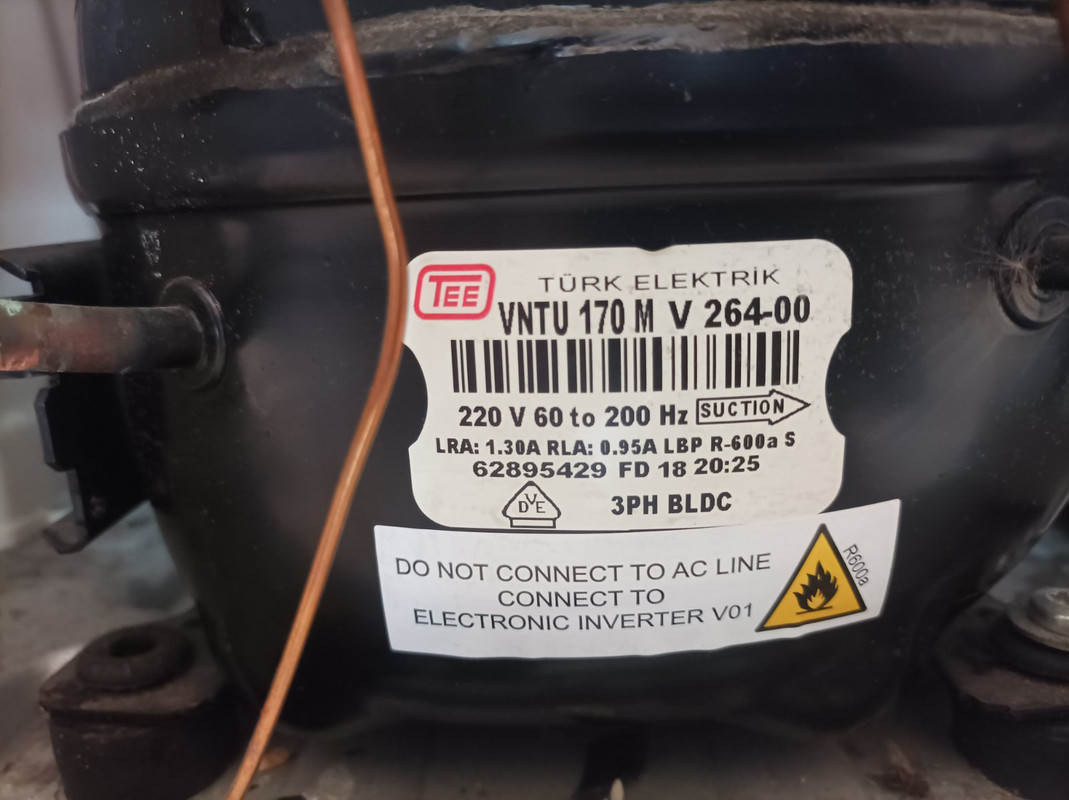 TEE
TÜRK ELEKTRİK
VNTU 170 M V 264-00
220 V 60 to 200 Hz SUCTION
LRA: 1.30A RLA: 0.95A LBP R-600a S
62895429 FD 18 20:25
DVE
3PH BLDC
DO NOT CONNECT TO AC LINE
CONNECT TO
ELECTRONIC INVERTER V01
R600a